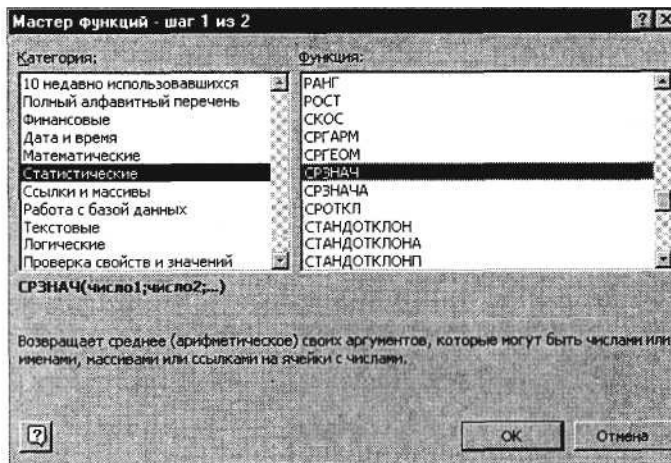 Мастер функций - шаг 1 из 2
Категория:
10 недавно использовавшихся
Полный алфавитный перечень
Финансовые
Дата и время
Математические
Статистические
Ссылки и массивы
Работа с базой данных
Текстовые
Логические
Проверка свойств и значений
Функция:
РАНГ
РОСТ
СКОС
СРГАРМ
СРГЕОМ
СРЗНАЧ
СРЗНАЧА
СРОТКЛ
СТАНДОТКЛОН
СТАНДОТКЛОНА
СТАНДОТКЛОНП
СРЗНАЧ(число1;число2;...)
Возвращает среднее (арифметическое) своих аргументов, которые могут быть числами или
именами, массивами или ссылками на ячейки с числами.
ОК
Отмена